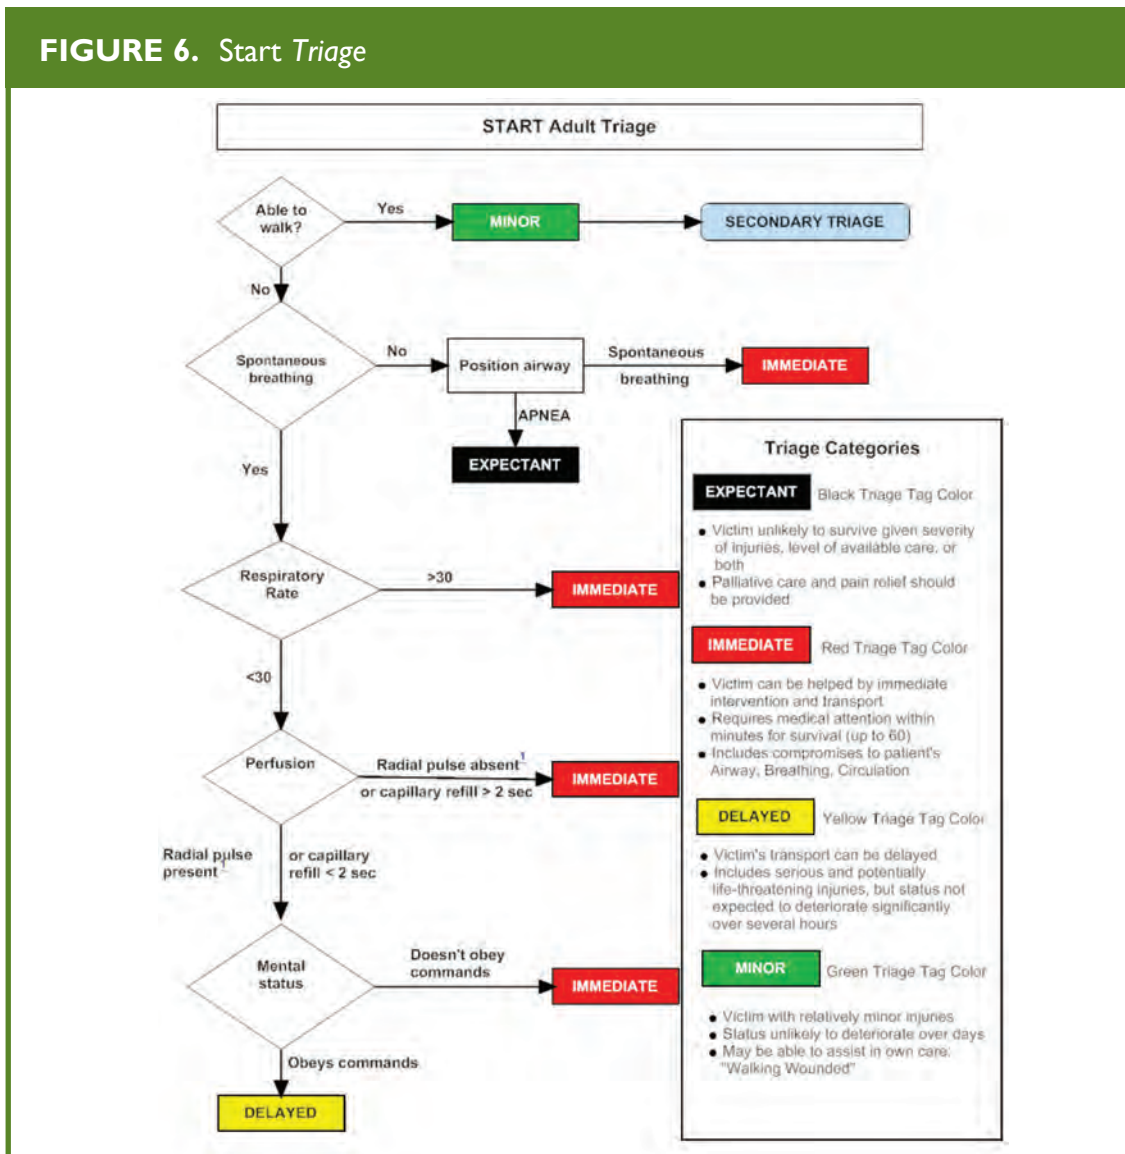 FIGURE 6. Start Triage
START Adult Triage
Able to
walk?
Yes
MINOR
SECONDARY TRIAGE
No
Spontaneous
breathing
No
Position airway
Spontaneous
breathing
IMMEDIATE
APNEA
EXPECTANT
Yes
Respiratory
Rate
>30
IMMEDIATE
<30
Perfusion
Radial pulse absent1
or capillary refill > 2 sec
IMMEDIATE
Radial pulse
present1
or capillary
refill < 2 sec
Mental
status
Doesn't obey
commands
IMMEDIATE
Obeys commands
DELAYED
Triage Categories
EXPECTANT Black Triage Tag Color
● Victim unlikely to survive given severity
of injuries, level of available care, or
both
● Palliative care and pain relief should
be provided
IMMEDIATE Red Triage Tag Color
● Victim can be helped by immediate
intervention and transport
● Requires medical attention within
minutes for survival (up to 60)
● Includes compromises to patient's
Airway, Breathing, Circulation
DELAYED Yellow Triage Tag Color
● Victim's transport can be delayed
● Includes serious and potentially
life-threatening injuries, but status not
expected to deteriorate significantly
over several hours
MINOR Green Triage Tag Color
● Victim with relatively minor injuries
● Status unlikely to deteriorate over days
● May be able to assist in own care:
"Walking Wounded"